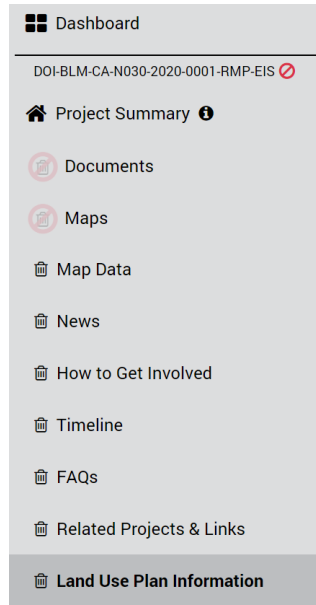 Dashboard
DOI-BLM-CA-N030-2020-0001-RMP-EIS
Project Summary
Documents
Maps
Map Data
News
How to Get Involved
Timeline
FAQs
Related Projects & Links
Land Use Plan Information